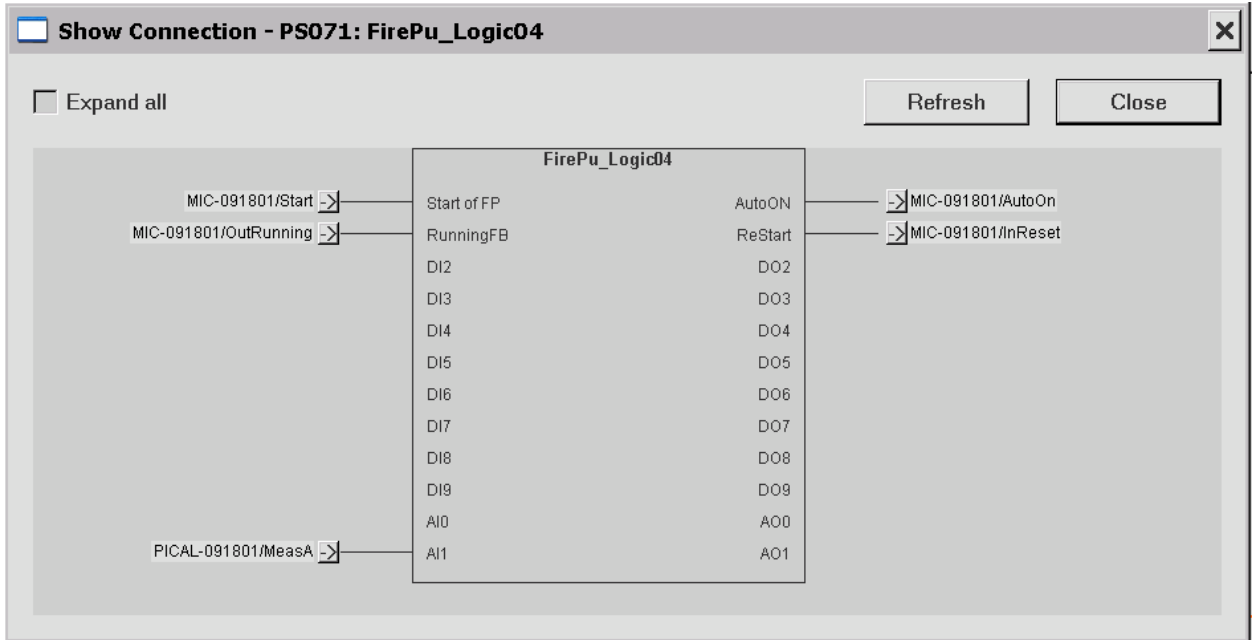 Show Connection - PS071: FirePu_Logic04
Expand all
Refresh
Close
FirePu_Logic04
MIC-091801/Start -> Start of FP AutoON -> MIC-091801/AutoOn
MIC-091801/OutRunning -> RunningFB ReStart -> MIC-091801/InReset
DI2 DO2
DI3 DO3
DI4 DO4
DI5 DO5
DI6 DO6
DI7 DO7
DI8 DO8
DI9 DO9
AI0 AO0
PICAL-091801/MeasA -> AI1 AO1